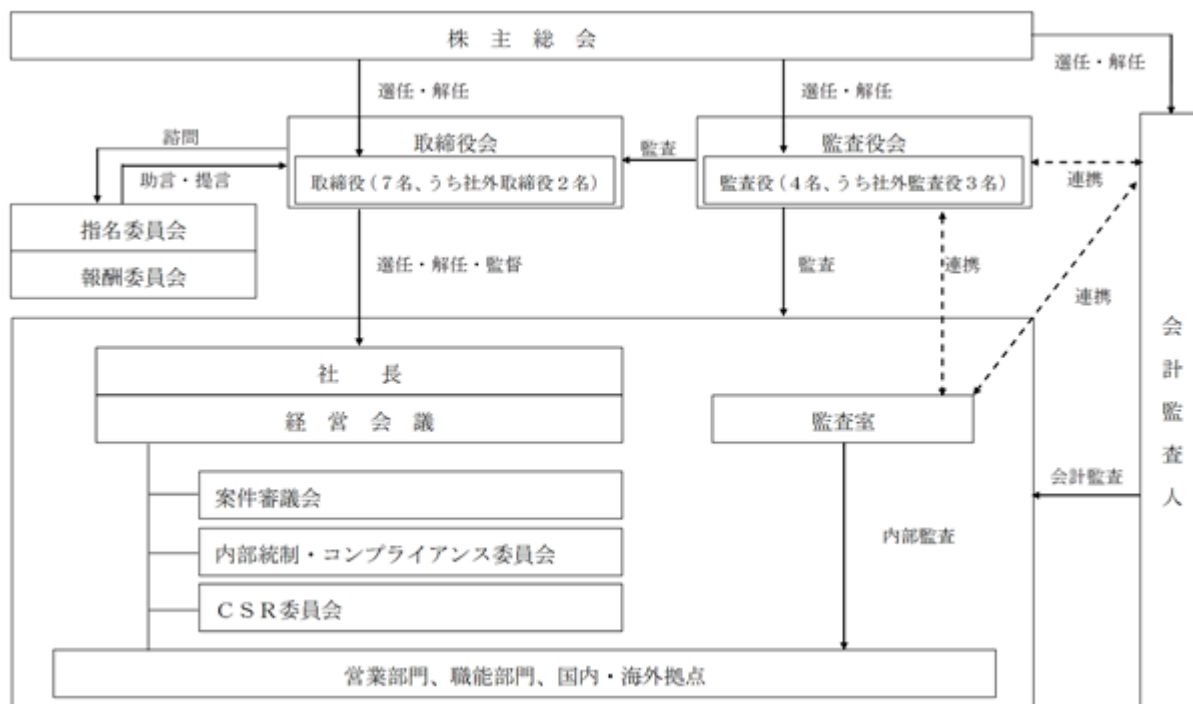 株 主 総 会
選任・解任
選任・解任
選任・解任
諮問
取締役会
監査
監査役会
助言・提言
取締役（7名、うち社外取締役2名）
監査役（4名、うち社外監査役3名）
連携
指名委員会
報酬委員会
選任・解任・監督
監査
連携
連携
会計監査人
社 長
経 営 会 議
監査室
案件審議会
会計監査
内部統制・コンプライアンス委員会
内部監査
ＣＳＲ委員会
営業部門、職能部門、国内・海外拠点